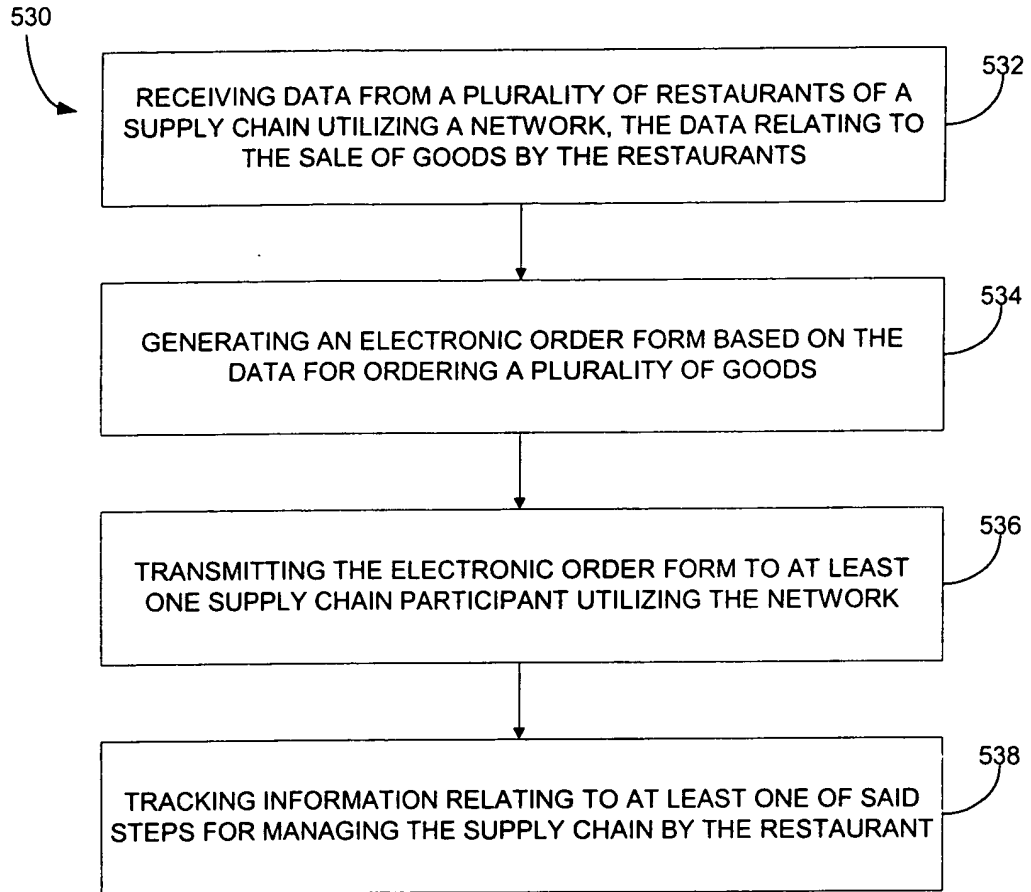 530
532
RECEIVING DATA FROM A PLURALITY OF RESTAURANTS OF A
SUPPLY CHAIN UTILIZING A NETWORK, THE DATA RELATING TO
THE SALE OF GOODS BY THE RESTAURANTS
534
GENERATING AN ELECTRONIC ORDER FORM BASED ON THE
DATA FOR ORDERING A PLURALITY OF GOODS
536
TRANSMITTING THE ELECTRONIC ORDER FORM TO AT LEAST
ONE SUPPLY CHAIN PARTICIPANT UTILIZING THE NETWORK
538
TRACKING INFORMATION RELATING TO AT LEAST ONE OF SAID
STEPS FOR MANAGING THE SUPPLY CHAIN BY THE RESTAURANT